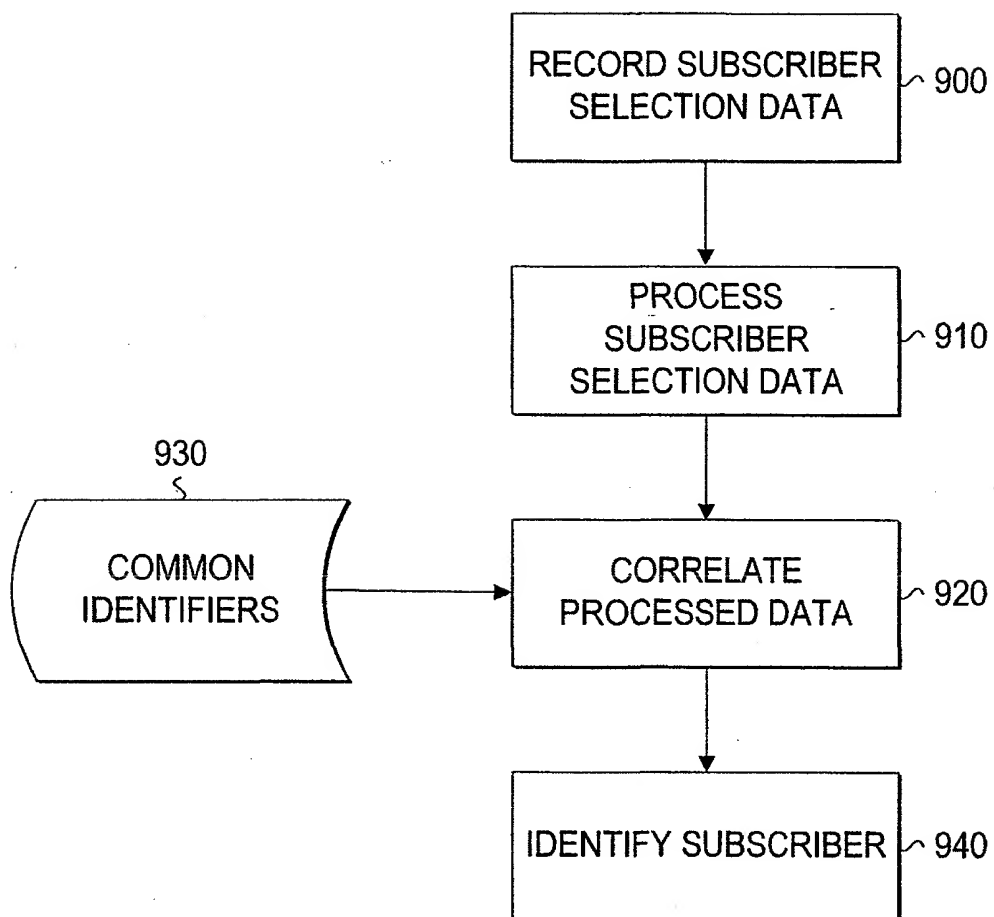 RECORD SUBSCRIBER
SELECTION DATA
900
PROCESS
SUBSCRIBER
SELECTION DATA
910
930
COMMON
IDENTIFIERS
CORRELATE
PROCESSED DATA
920
IDENTIFY SUBSCRIBER
940